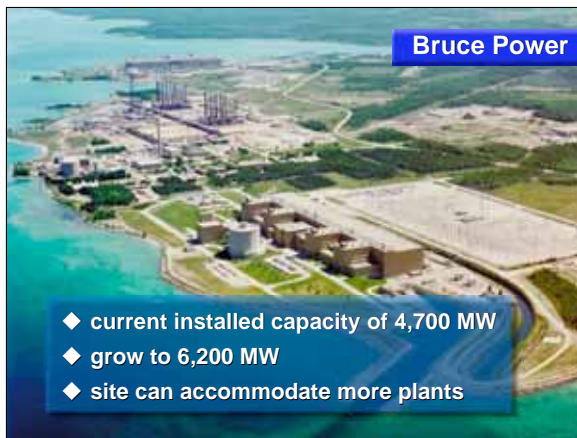 Bruce Power
◆ current installed capacity of 4,700 MW
◆ grow to 6,200 MW
◆ site can accommodate more plants